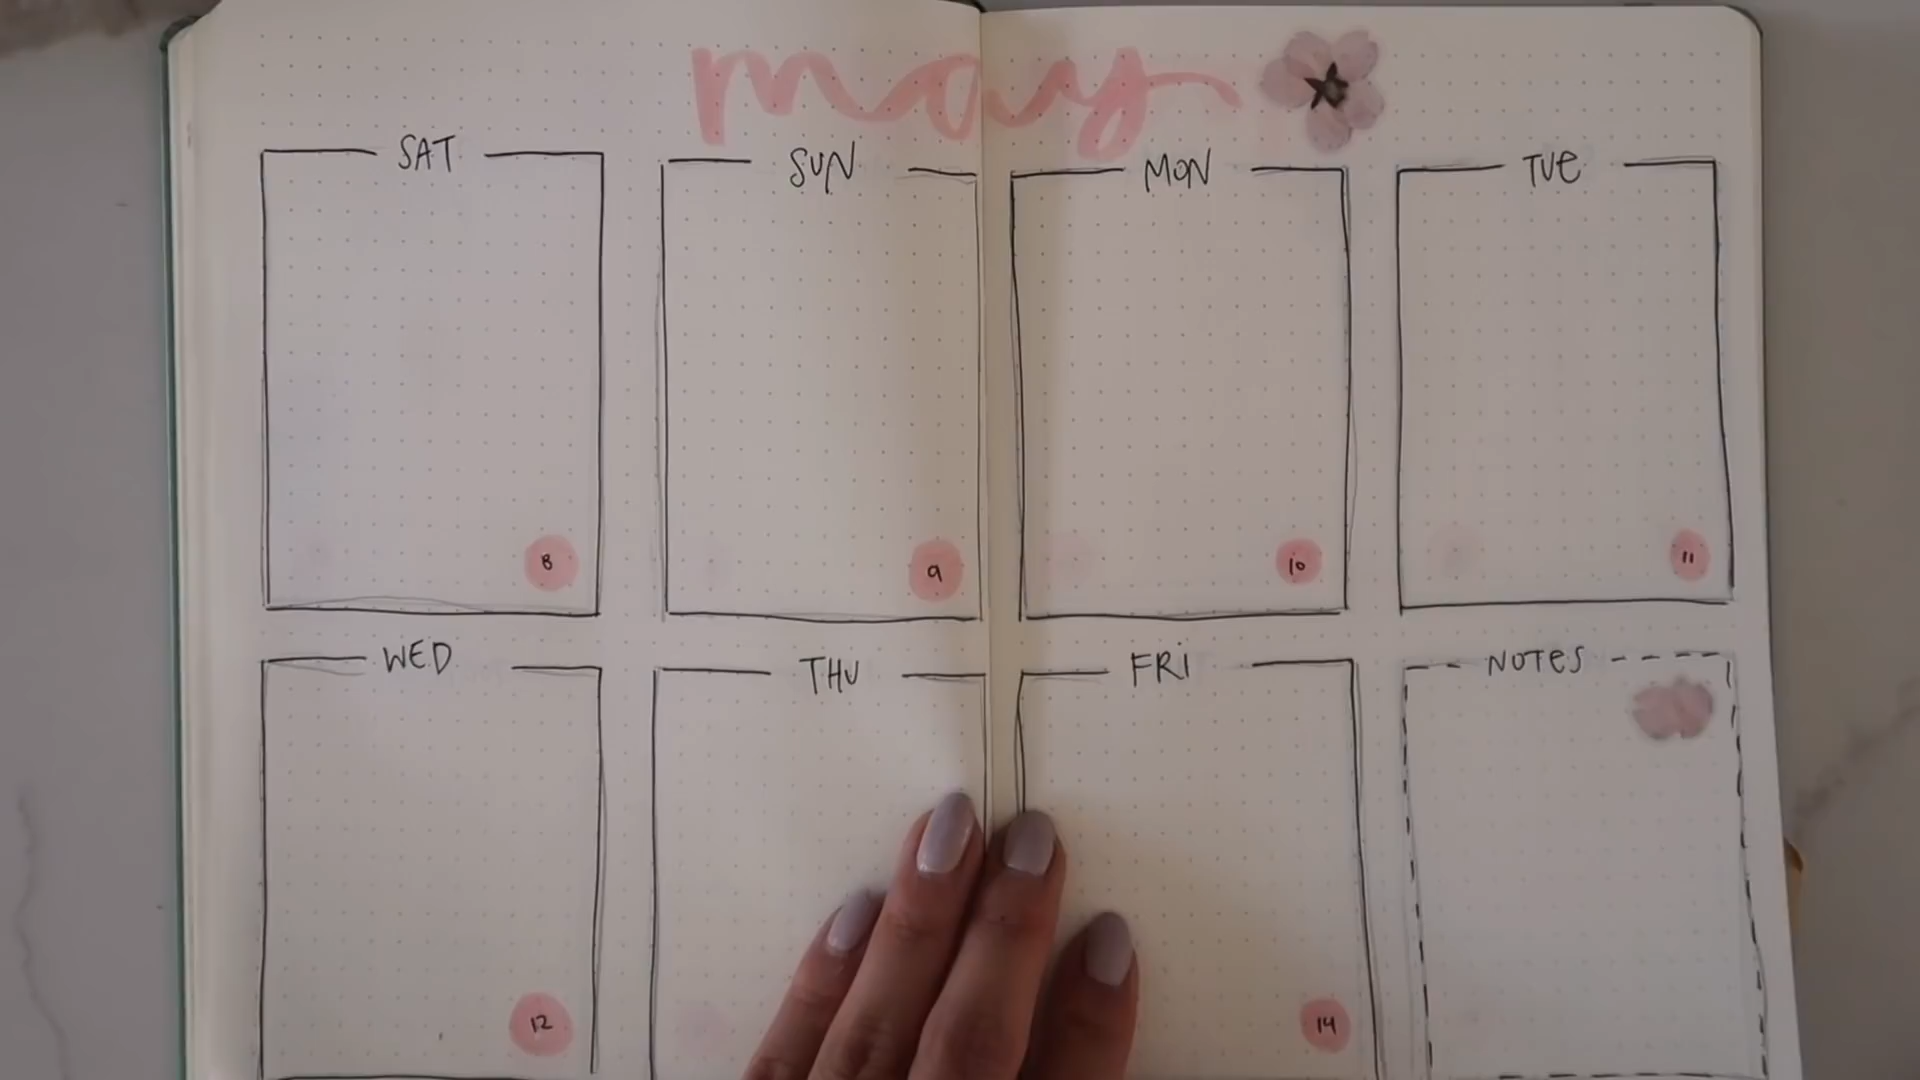 may
SAT SUN MON TUE
8 9 10 11
WED THU FRI NOTES
12 14